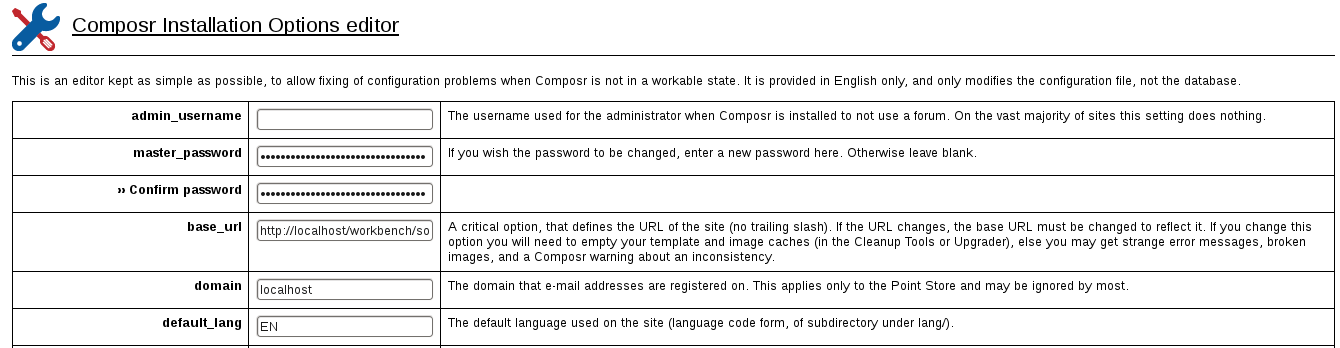 Composr Installation Options editor
This is an editor kept as simple as possible, to allow fixing of configuration problems when Composr is not in a workable state. It is provided in English only, and only modifies the configuration file, not the database.
admin_username
The username used for the administrator when Composr is installed to not use a forum. On the vast majority of sites this setting does nothing.
master_password
••••••••••••••••••••••••••••••••
If you wish the password to be changed, enter a new password here. Otherwise leave blank.
» Confirm password
••••••••••••••••••••••••••••••••
base_url
http://localhost/workbench/so
A critical option, that defines the URL of the site (no trailing slash). If the URL changes, the base URL must be changed to reflect it. If you change this
option you will need to empty your template and image caches (in the Cleanup Tools or Upgrader), else you may get strange error messages, broken
images, and a Composr warning about an inconsistency.
domain
localhost
The domain that e-mail addresses are registered on. This applies only to the Point Store and may be ignored by most.
default_lang
EN
The default language used on the site (language code form, of subdirectory under lang/).